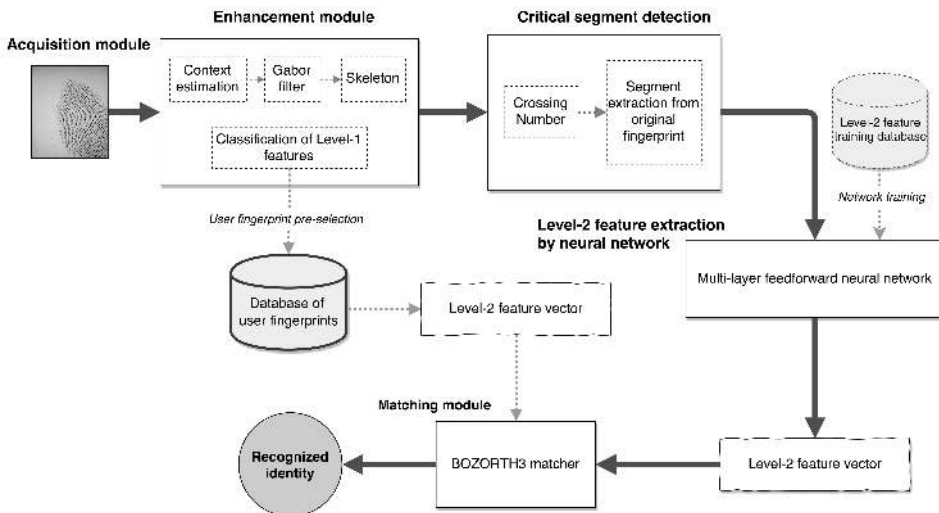 Enhancement module
Critical segment detection
Acquisition module
Context
estimation
Gabor
filter
Skeleton
Classification of Level-1
features
Crossing
Number
Segment
extraction from
original
fingerprint
Level-2 feature
training database
User fingerprint pre-selection
Network training
Level-2 feature extraction
by neural network
Multi-layer feedforward neural network
Database of
user fingerprints
Level-2 feature vector
Matching module
Recognized
identity
BOZORTH3 matcher
Level-2 feature vector